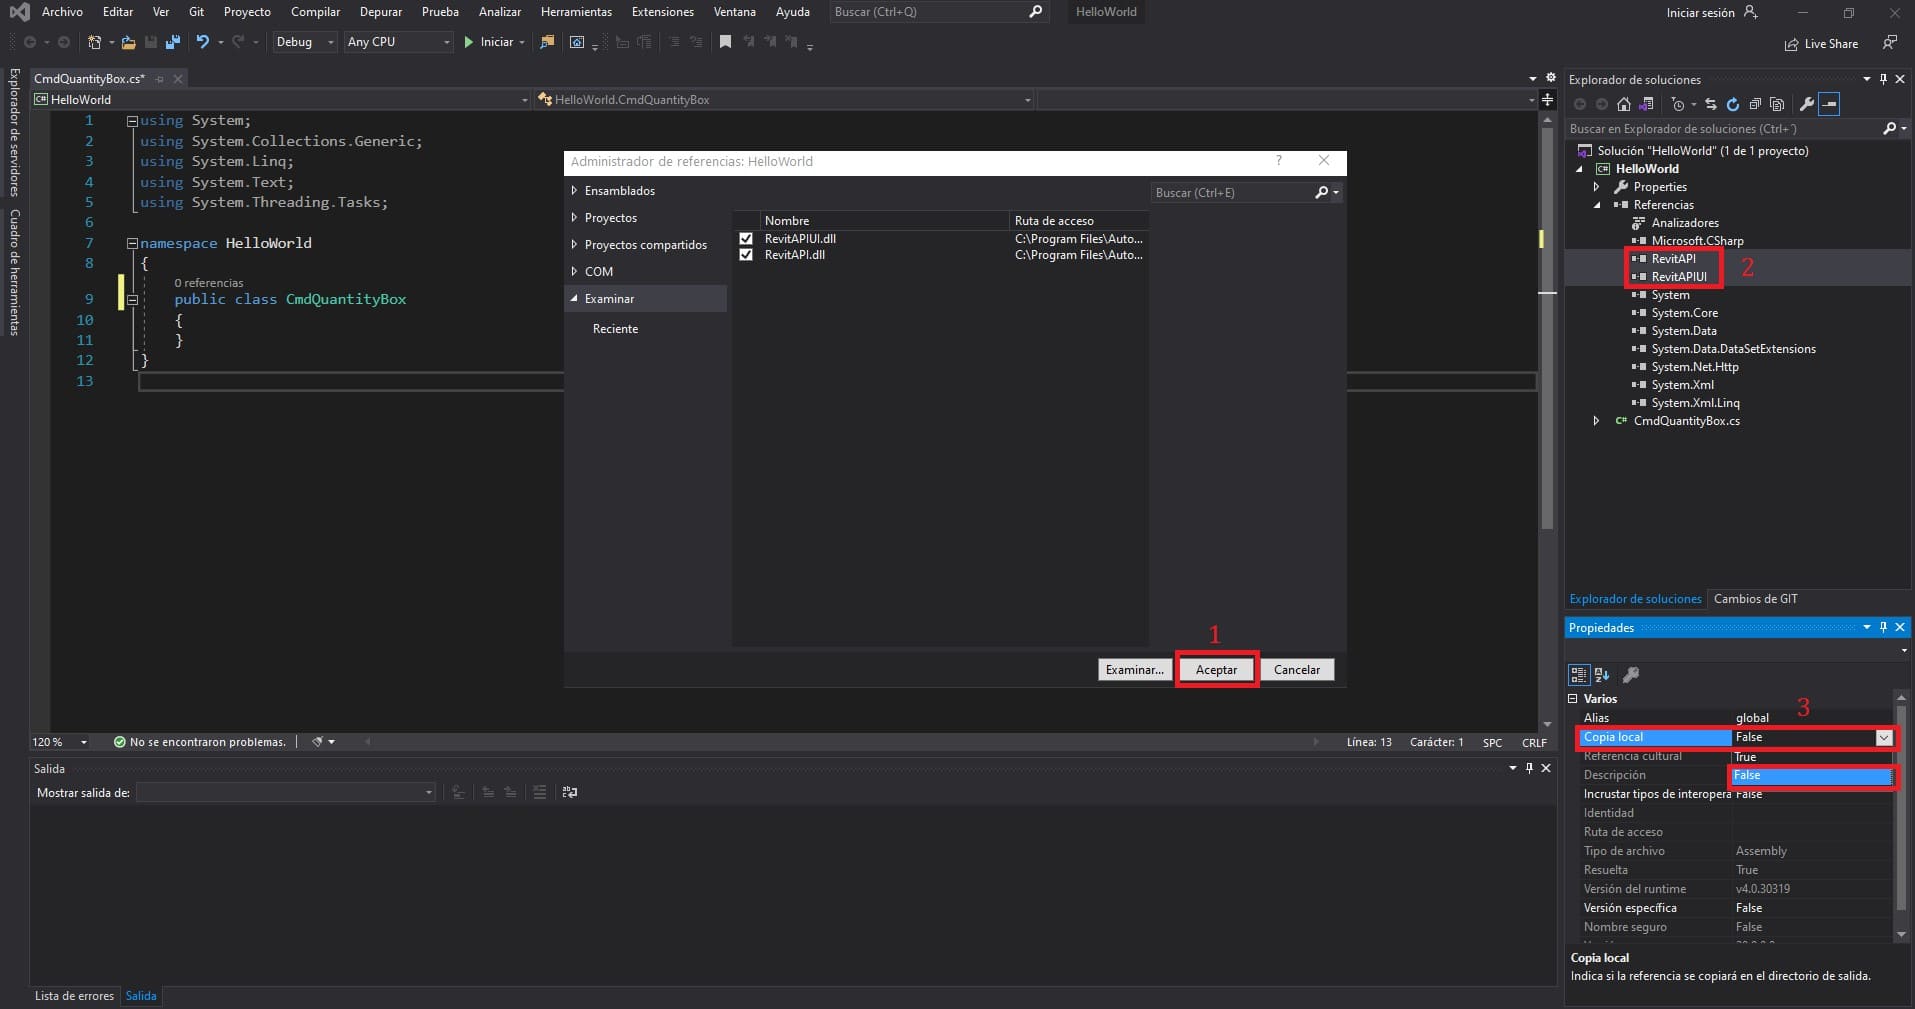 Archivo Editar Ver Git Proyecto Compilar Depurar Prueba Analizar Herramientas Extensiones Ventana Ayuda Buscar (Ctrl+Q) HelloWorld Iniciar sesión
Debug Any CPU Iniciar Live Share
Explorador de servidores
Cuadro de herramientas
CmdQuantityBox.cs*
C# HelloWorld HelloWorld.CmdQuantityBox
1 using System;
2 using System.Collections.Generic;
3 using System.Linq;
4 using System.Text;
5 using System.Threading.Tasks;
6
7 namespace HelloWorld
8 {
0 referencias
9 public class CmdQuantityBox
10 {
11 }
12 }
13
120 % No se encontraron problemas. Línea: 13 Carácter: 1 SPC CRLF
Administrador de referencias: HelloWorld ?
Ensamblados
Proyectos
Proyectos compartidos
COM
Examinar
Reciente
Buscar (Ctrl+E)
Nombre Ruta de acceso
RevitAPIUI.dll C:\Program Files\Auto...
RevitAPI.dll C:\Program Files\Auto...
1
Examinar... Aceptar Cancelar
Salida
Mostrar salida de:
Lista de errores Salida
Explorador de soluciones
Buscar en Explorador de soluciones (Ctrl+´)
Solución "HelloWorld" (1 de 1 proyecto)
C# HelloWorld
Properties
Referencias
Analizadores
Microsoft.CSharp
RevitAPI
2
RevitAPIUI
System
System.Core
System.Data
System.Data.DataSetExtensions
System.Net.Http
System.Xml
System.Xml.Linq
C# CmdQuantityBox.cs
Explorador de soluciones Cambios de GIT
Propiedades
Varios
3
Alias global
Copia local False
Referencia cultural True
Descripción False
Incrustar tipos de interopera False
Identidad
Ruta de acceso
Tipo de archivo Assembly
Resuelta True
Versión del runtime v4.0.30319
Versión específica False
Nombre seguro False
Copia local
Indica si la referencia se copiará en el directorio de salida.